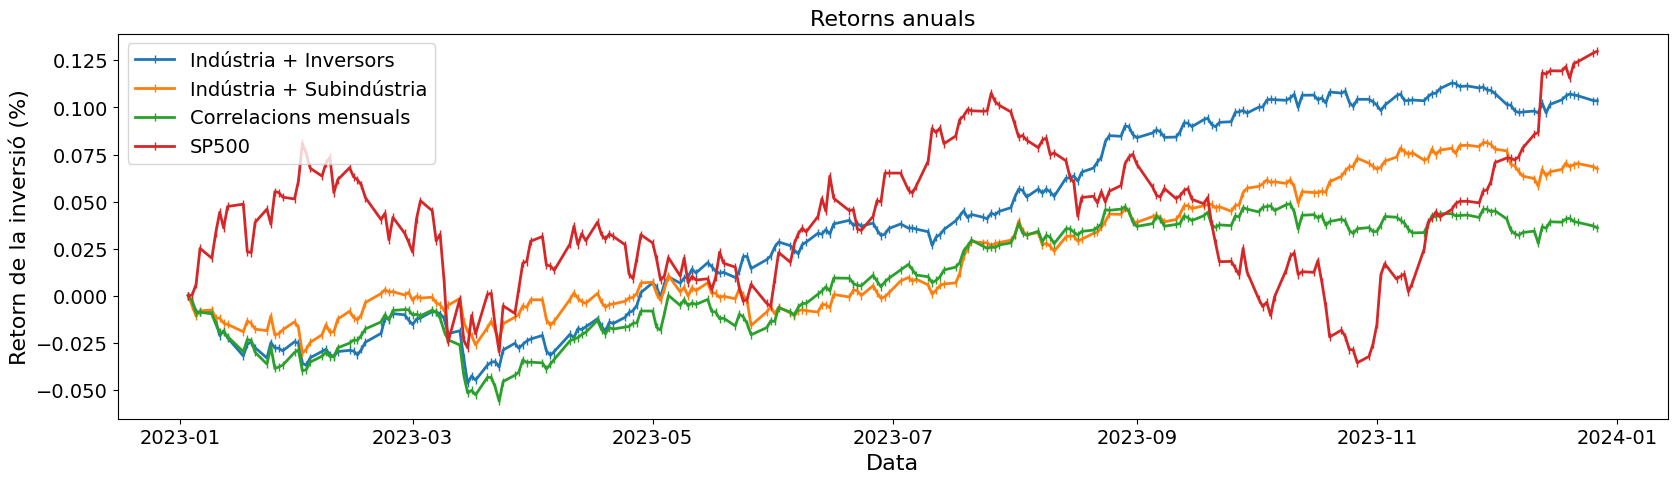 Retorns anuals
Retorn de la inversió (%)
0.125
0.100
0.075
0.050
0.025
0.000
−0.025
−0.050
Indústria + Inversors
Indústria + Subindústria
Correlacions mensuals
SP500
2023-01
2023-03
2023-05
2023-07
2023-09
2023-11
2024-01
Data